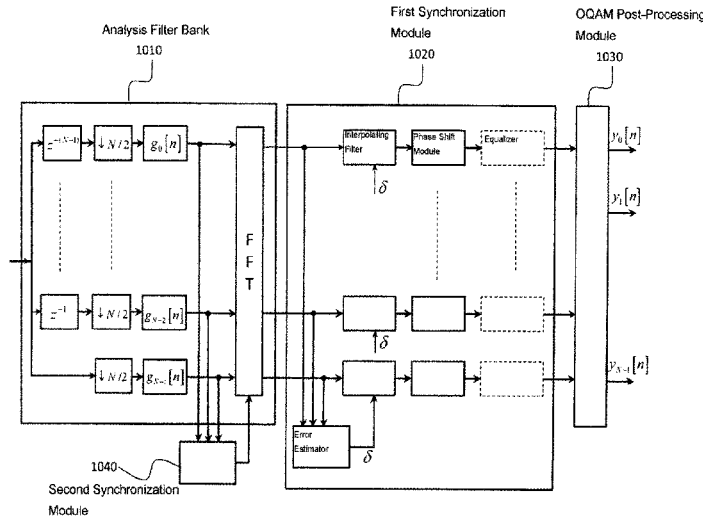 Analysis Filter Bank
1010
First Synchronization
Module
1020
OQAM Post-Processing
Module
1030
z^{-(N-1)}
↓N/2
g_0[n]
Interpolating
Filter
Phase Shift
Module
Equalizer
y_0[n]
δ
y_1[n]
F
F
T
z^{-1}
↓N/2
g_{N-2}[n]
δ
↓N/2
g_{N-1}[n]
y_{N-1}[n]
Error
Estimator
δ
1040
Second Synchronization
Module